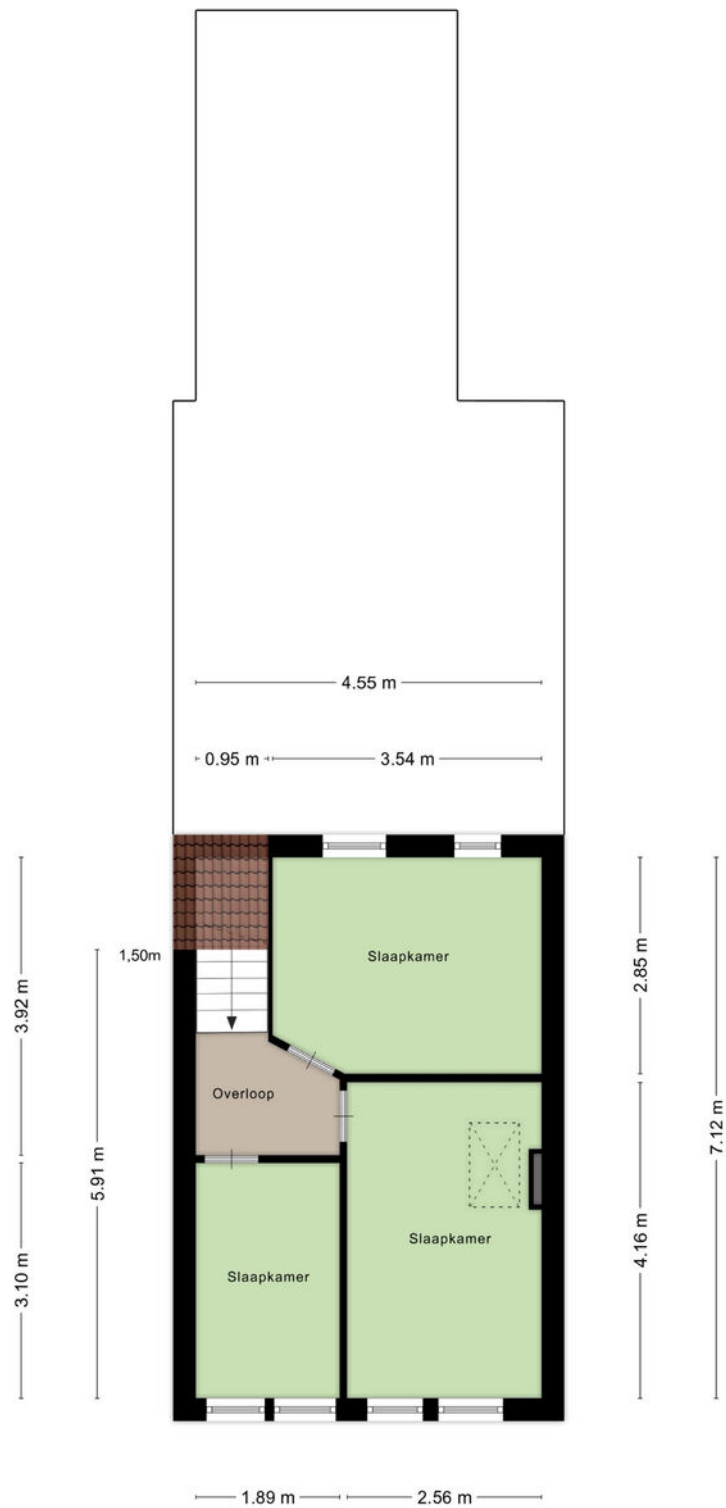 4.55 m
0.95 m
3.54 m
1,50m
Slaapkamer
2.85 m
3.92 m
Overloop
7.12 m
5.91 m
4.16 m
Slaapkamer
Slaapkamer
3.10 m
1.89 m
2.56 m